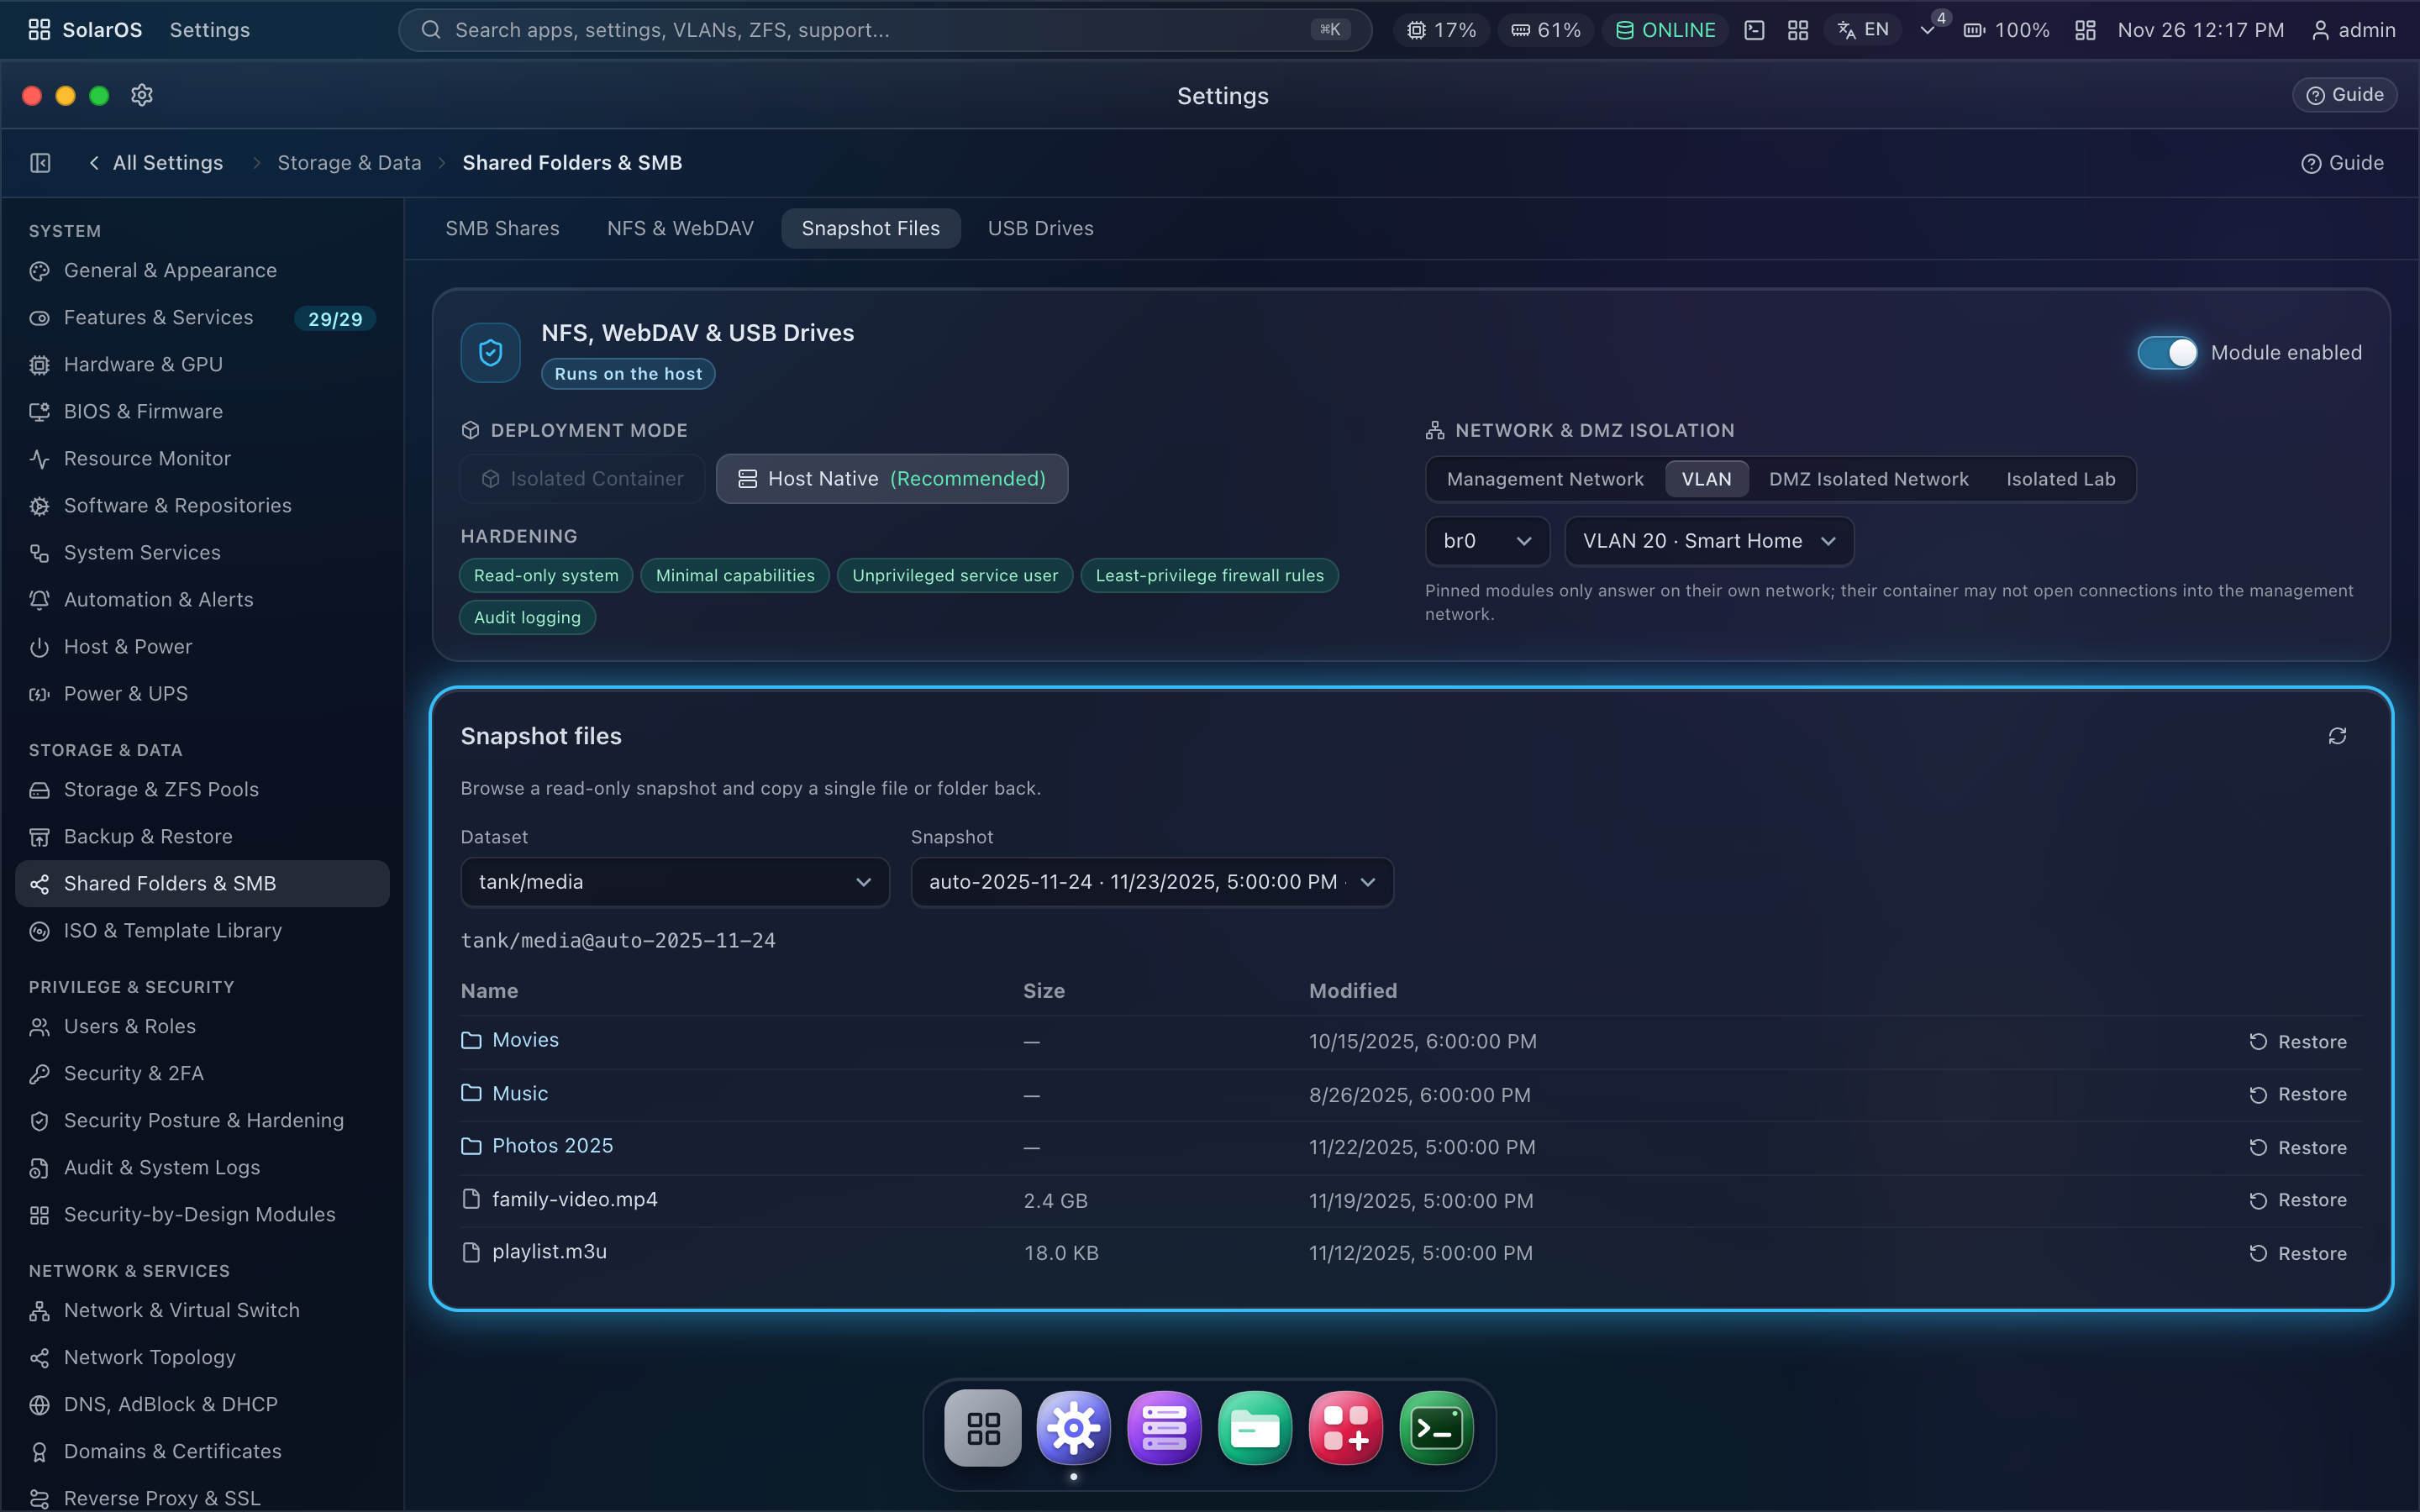 SolarOS Settings Search apps, settings, VLANs, ZFS, support... ⌘K 17% 61% ONLINE EN 4 100% Nov 26 12:17 PM admin
Settings Guide
All Settings Storage & Data Shared Folders & SMB Guide
SYSTEM
General & Appearance
Features & Services 29/29
Hardware & GPU
BIOS & Firmware
Resource Monitor
Software & Repositories
System Services
Automation & Alerts
Host & Power
Power & UPS
STORAGE & DATA
Storage & ZFS Pools
Backup & Restore
Shared Folders & SMB
ISO & Template Library
PRIVILEGE & SECURITY
Users & Roles
Security & 2FA
Security Posture & Hardening
Audit & System Logs
Security-by-Design Modules
NETWORK & SERVICES
Network & Virtual Switch
Network Topology
DNS, AdBlock & DHCP
Domains & Certificates
Reverse Proxy & SSL
SMB Shares NFS & WebDAV Snapshot Files USB Drives
NFS, WebDAV & USB Drives
Runs on the host
Module enabled
DEPLOYMENT MODE
Isolated Container Host Native (Recommended)
HARDENING
Read-only system Minimal capabilities Unprivileged service user Least-privilege firewall rules
Audit logging
NETWORK & DMZ ISOLATION
Management Network VLAN DMZ Isolated Network Isolated Lab
br0 VLAN 20 · Smart Home
Pinned modules only answer on their own network; their container may not open connections into the management
network.
Snapshot files
Browse a read-only snapshot and copy a single file or folder back.
Dataset Snapshot
tank/media auto-2025-11-24 · 11/23/2025, 5:00:00 PM ·
tank/media@auto-2025-11-24
Name Size Modified
Movies — 10/15/2025, 6:00:00 PM Restore
Music — 8/26/2025, 6:00:00 PM Restore
Photos 2025 — 11/22/2025, 5:00:00 PM Restore
family-video.mp4 2.4 GB 11/19/2025, 5:00:00 PM Restore
playlist.m3u 18.0 KB 11/12/2025, 5:00:00 PM Restore